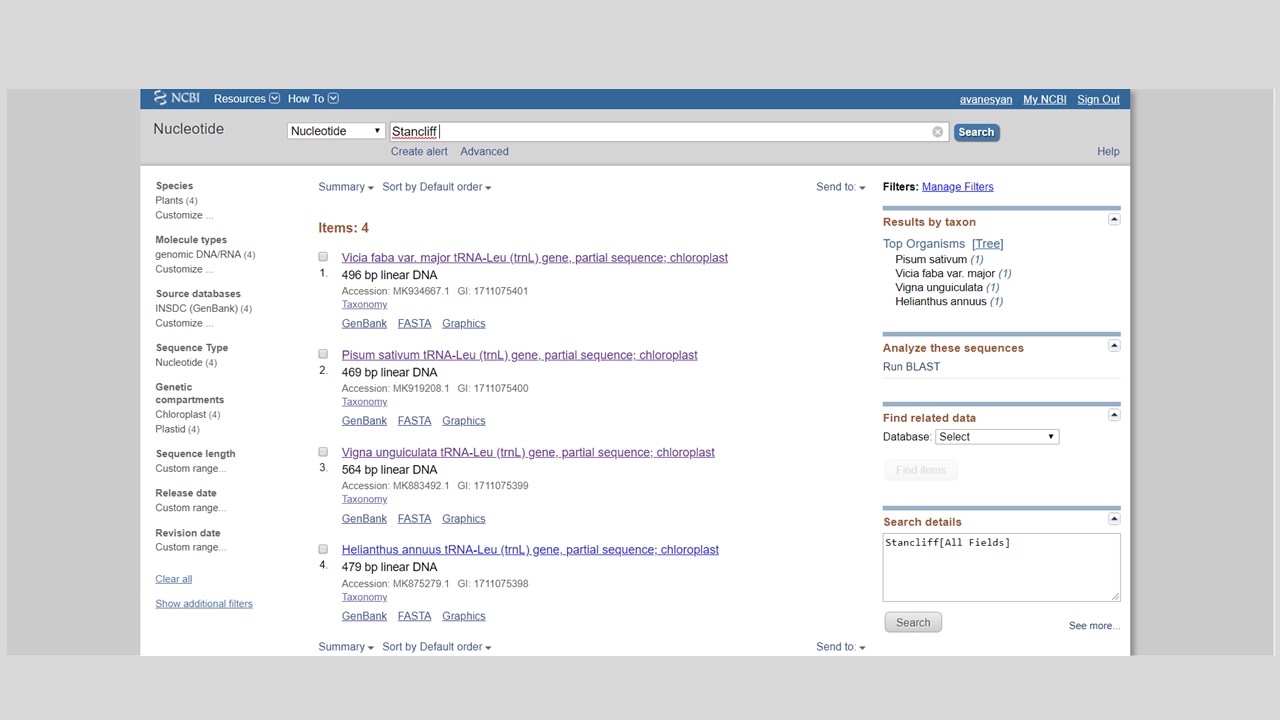 NCBI Resources How To avanesyan My NCBI Sign Out
Nucleotide Nucleotide Stancliff Search
Create alert Advanced Help
Species
Plants (4)
Customize ...
Molecule types
genomic DNA/RNA (4)
Customize ...
Source databases
INSDC (GenBank) (4)
Customize ...
Sequence Type
Nucleotide (4)
Genetic
compartments
Chloroplast (4)
Plastid (4)
Sequence length
Custom range...
Release date
Custom range...
Revision date
Custom range...
Clear all
Show additional filters
Summary Sort by Default order Send to:
Items: 4
Vicia faba var. major tRNA-Leu (trnL) gene, partial sequence; chloroplast
1. 496 bp linear DNA
Accession: MK934667.1 GI: 1711075401
Taxonomy
GenBank FASTA Graphics
Pisum sativum tRNA-Leu (trnL) gene, partial sequence; chloroplast
2. 469 bp linear DNA
Accession: MK919208.1 GI: 1711075400
Taxonomy
GenBank FASTA Graphics
Vigna unguiculata tRNA-Leu (trnL) gene, partial sequence; chloroplast
3. 564 bp linear DNA
Accession: MK883492.1 GI: 1711075399
Taxonomy
GenBank FASTA Graphics
Helianthus annuus tRNA-Leu (trnL) gene, partial sequence; chloroplast
4. 479 bp linear DNA
Accession: MK875279.1 GI: 1711075398
Taxonomy
GenBank FASTA Graphics
Summary Sort by Default order Send to:
Filters: Manage Filters
Results by taxon
Top Organisms [Tree]
Pisum sativum (1)
Vicia faba var. major (1)
Vigna unguiculata (1)
Helianthus annuus (1)
Analyze these sequences
Run BLAST
Find related data
Database: Select
Find items
Search details
Stancliff[All Fields]
Search
See more...